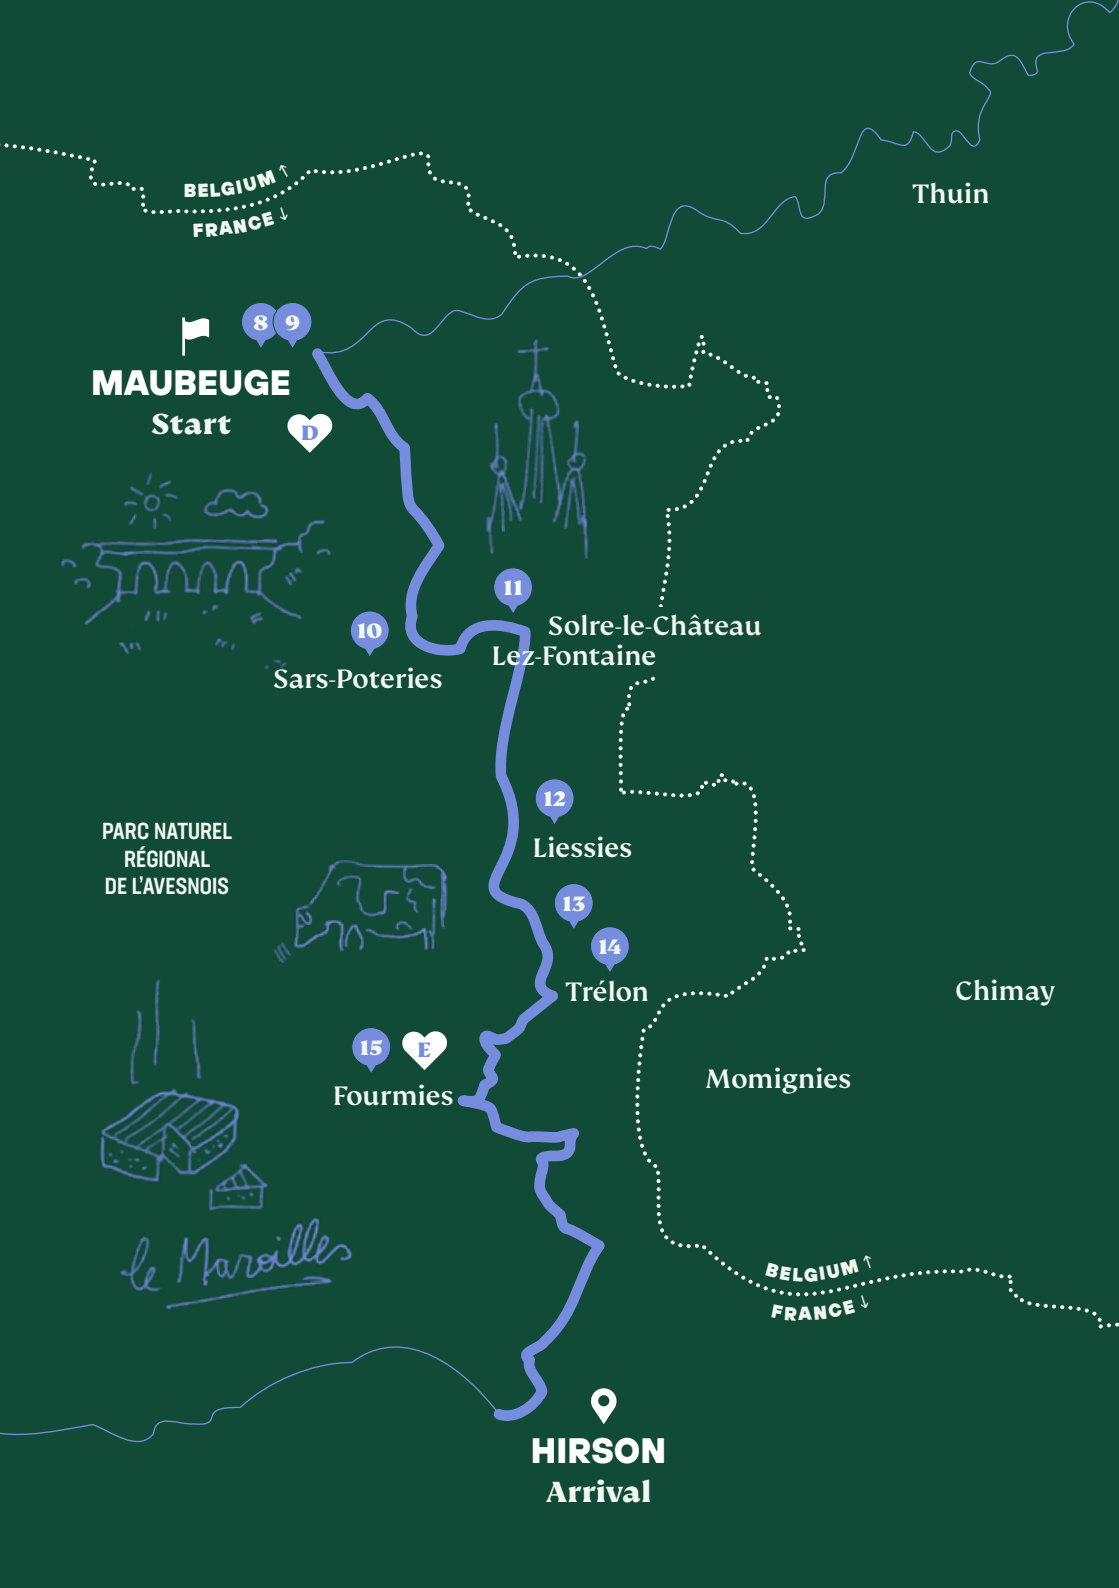 Thuin
BELGIUM ↑
FRANCE ↓
8
9
MAUBEUGE
Start
D
11
10
Solre-le-Château
Lez-Fontaine
Sars-Poteries
12
Liessies
PARC NATUREL
RÉGIONAL
DE L'AVESNOIS
13
14
Trélon
Chimay
15
E
Fourmies
Momignies
le Maroilles
BELGIUM ↑
FRANCE ↓
HIRSON
Arrival